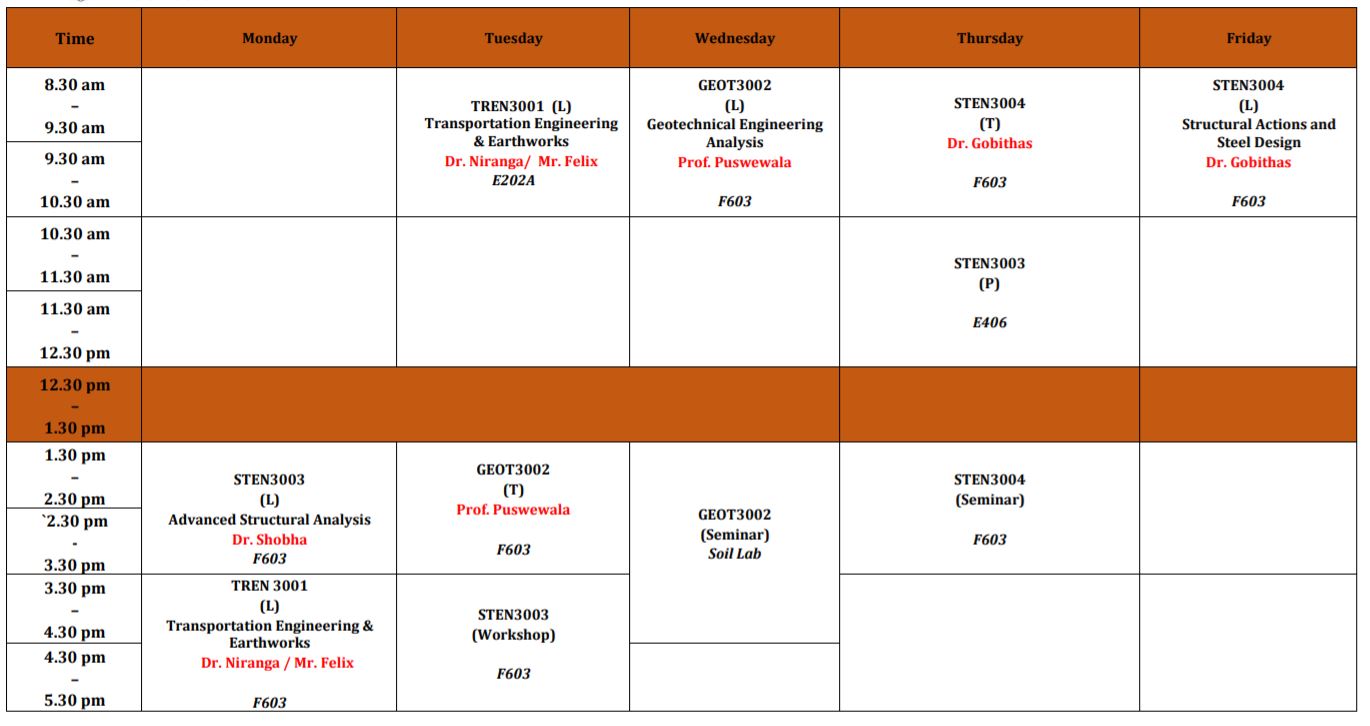 Time
Monday
Tuesday
Wednesday
Thursday
Friday
8.30 am
–
9.30 am
TREN3001 (L)
Transportation Engineering
& Earthworks
Dr. Niranga/ Mr. Felix
E202A
GEOT3002
(L)
Geotechnical Engineering
Analysis
Prof. Puswewala
F603
STEN3004
(T)
Dr. Gobithas
F603
STEN3004
(L)
Structural Actions and
Steel Design
Dr. Gobithas
F603
9.30 am
–
10.30 am
10.30 am
–
11.30 am
STEN3003
(P)
E406
11.30 am
–
12.30 pm
12.30 pm
–
1.30 pm
1.30 pm
–
2.30 pm
STEN3003
(L)
Advanced Structural Analysis
Dr. Shobha
F603
GEOT3002
(T)
Prof. Puswewala
F603
GEOT3002
(Seminar)
Soil Lab
STEN3004
(Seminar)
F603
`2.30 pm
-
3.30 pm
3.30 pm
–
4.30 pm
TREN 3001
(L)
Transportation Engineering &
Earthworks
Dr. Niranga / Mr. Felix
F603
STEN3003
(Workshop)
F603
4.30 pm
–
5.30 pm